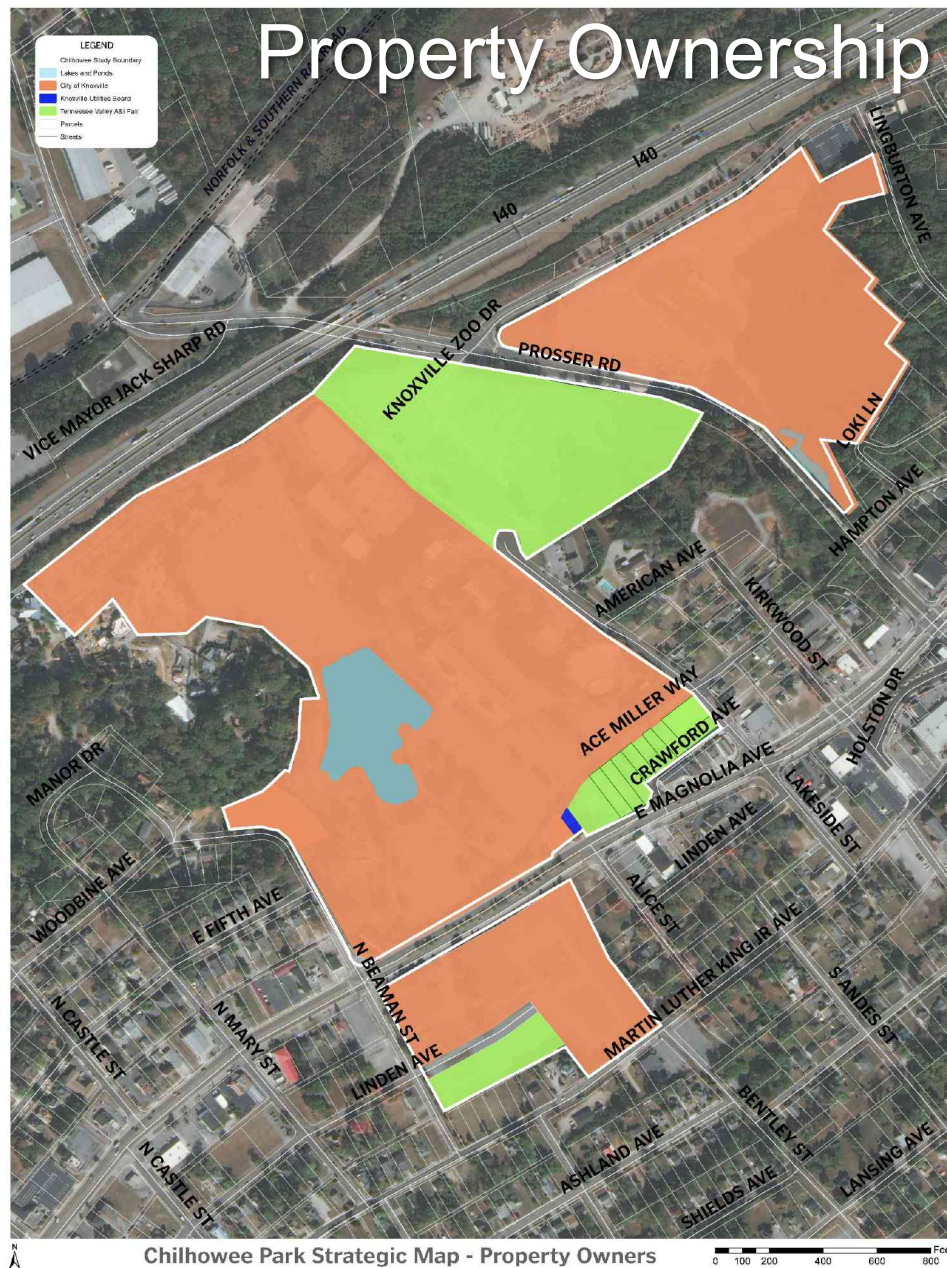 Property Ownership
LEGEND
Chilhowee Study Boundary
Lakes and Ponds
City of Knoxville
Knoxville Utilities Board
Tennessee Valley A&I Fair
Parcels
Streets
NORFOLK & SOUTHERN RAILROAD
I40
I40
LINGBURTON AVE
VICE MAYOR JACK SHARP RD
KNOXVILLE ZOO DR
PROSSER RD
LOKI LN
HAMPTON AVE
AMERICAN AVE
KIRKWOOD ST
ACE MILLER WAY
CRAWFORD AVE
E MAGNOLIA AVE
HOLSTON DR
MANOR DR
LAKESIDE ST
LINDEN AVE
WOODBINE AVE
E FIFTH AVE
ALICE ST
N BEAMAN ST
MARTIN LUTHER KING JR AVE
S ANDES ST
N CASTLE ST
N MARY ST
LINDEN AVE
BENTLEY ST
N CASTLE ST
ASHLAND AVE
SHIELDS AVE
LANSING AVE
N
Chilhowee Park Strategic Map - Property Owners
Fe
0 100 200 400 600 800